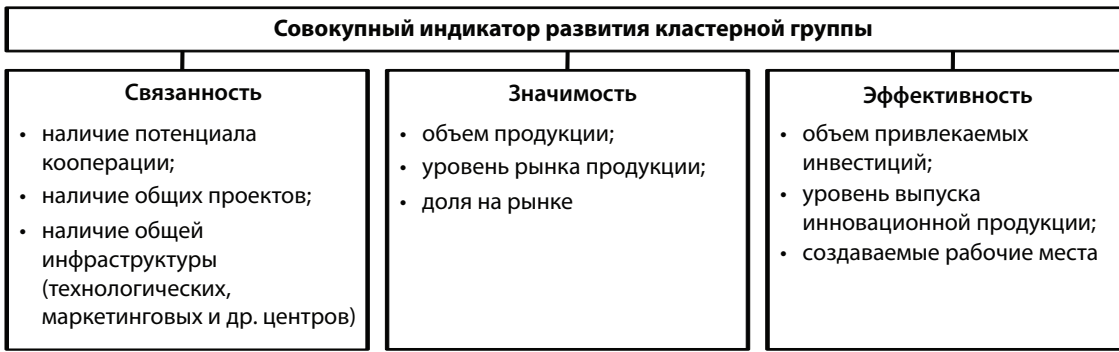 Совокупный индикатор развития кластерной группы
Связанность
• наличие потенциала
кооперации;
• наличие общих проектов;
• наличие общей
инфраструктуры
(технологических,
маркетинговых и др. центров)
Значимость
• объем продукции;
• уровень рынка продукции;
• доля на рынке
Эффективность
• объем привлекаемых
инвестиций;
• уровень выпуска
инновационной продукции;
• создаваемые рабочие места